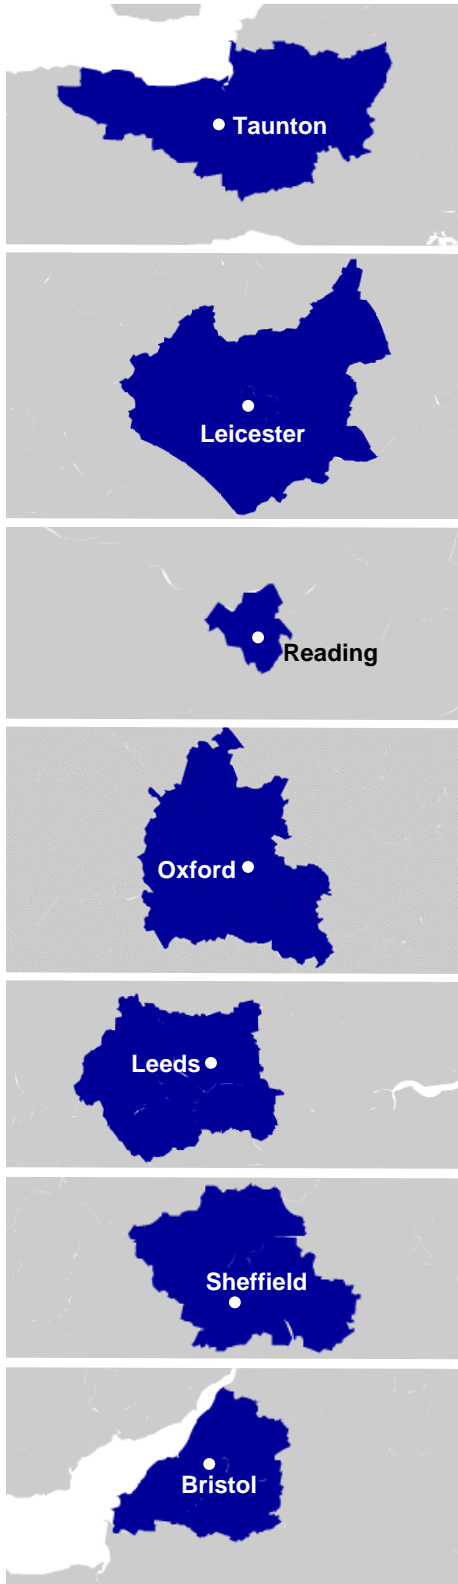 Taunton
Leicester
Reading
Oxford
Leeds
Sheffield
Bristol